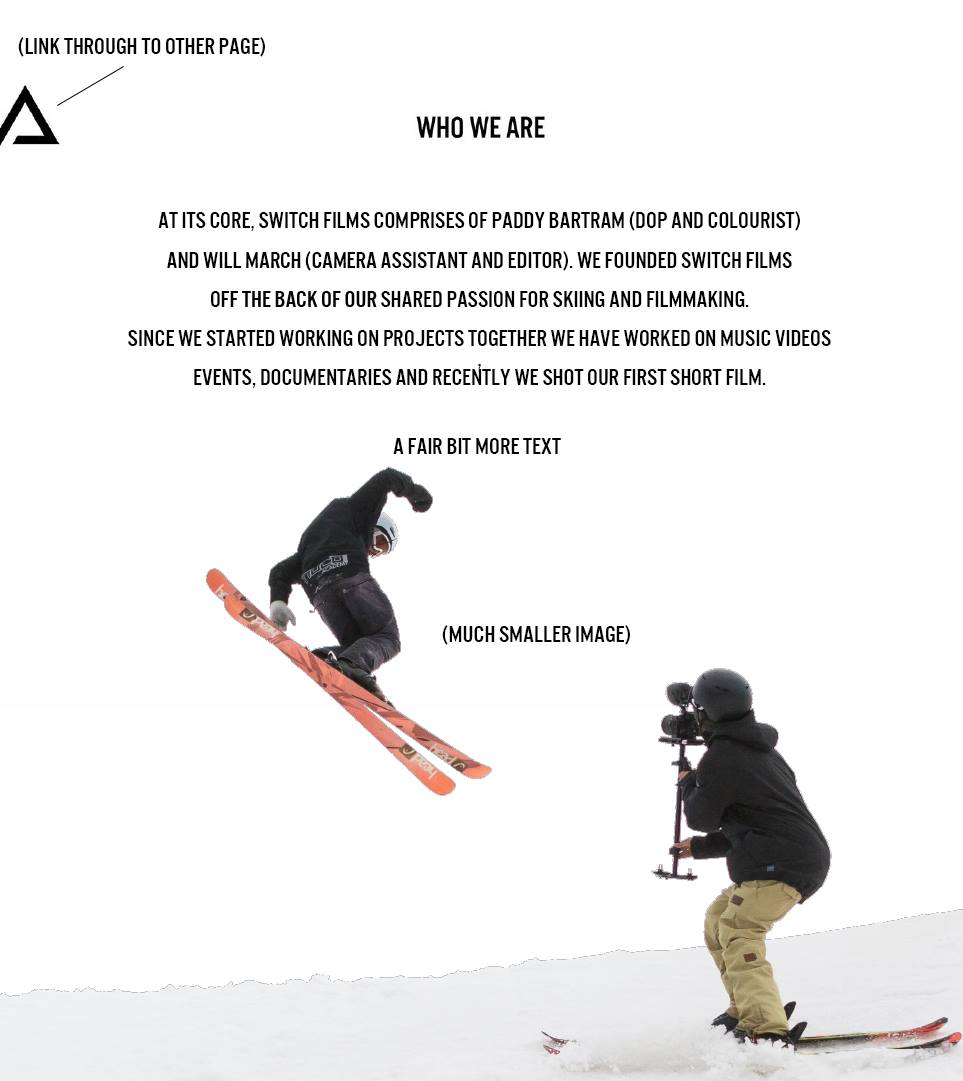 (LINK THROUGH TO OTHER PAGE)
WHO WE ARE
AT ITS CORE, SWITCH FILMS COMPRISES OF PADDY BARTRAM (DOP AND COLOURIST)
AND WILL MARCH (CAMERA ASSISTANT AND EDITOR). WE FOUNDED SWITCH FILMS
OFF THE BACK OF OUR SHARED PASSION FOR SKIING AND FILMMAKING.
SINCE WE STARTED WORKING ON PROJECTS TOGETHER WE HAVE WORKED ON MUSIC VIDEOS
EVENTS, DOCUMENTARIES AND RECENTLY WE SHOT OUR FIRST SHORT FILM.
A FAIR BIT MORE TEXT
(MUCH SMALLER IMAGE)
head
head
head